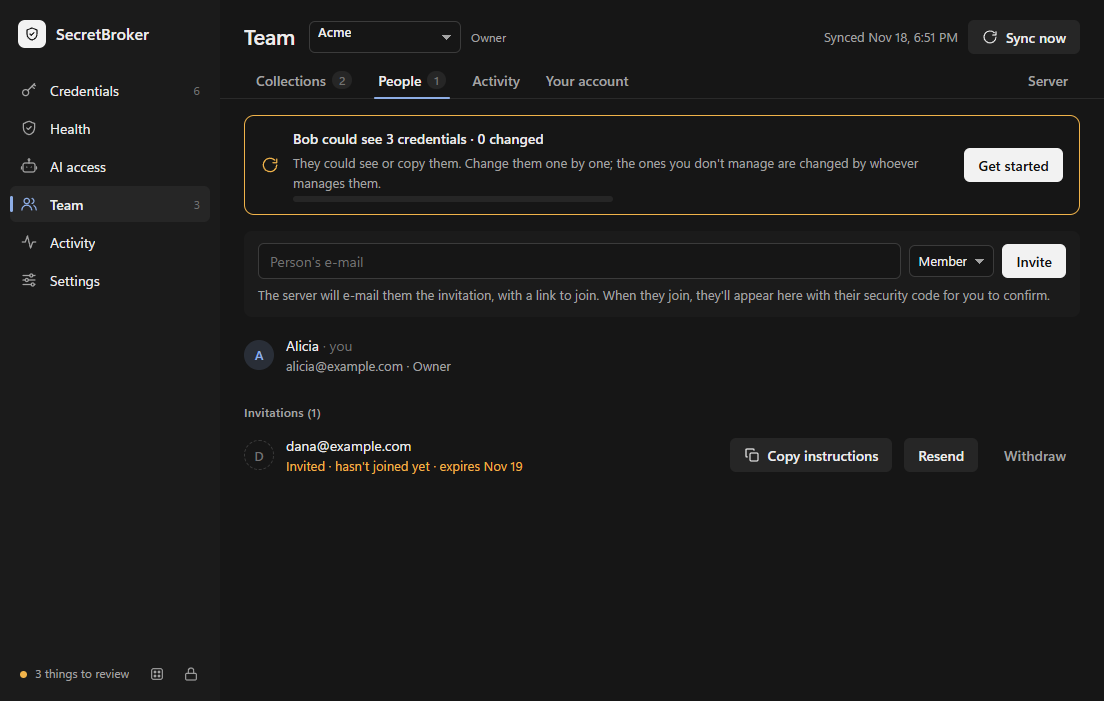 SecretBroker
Credentials 6
Health
AI access
Team 3
Activity
Settings
3 things to review
Team Acme Owner Synced Nov 18, 6:51 PM Sync now
Collections 2 People 1 Activity Your account Server
Bob could see 3 credentials · 0 changed
They could see or copy them. Change them one by one; the ones you don't manage are changed by whoever
manages them.
Get started
Person's e-mail Member Invite
The server will e-mail them the invitation, with a link to join. When they join, they'll appear here with their security code for you to confirm.
A
Alicia · you
alicia@example.com · Owner
Invitations (1)
D
dana@example.com
Invited · hasn't joined yet · expires Nov 19
Copy instructions Resend Withdraw